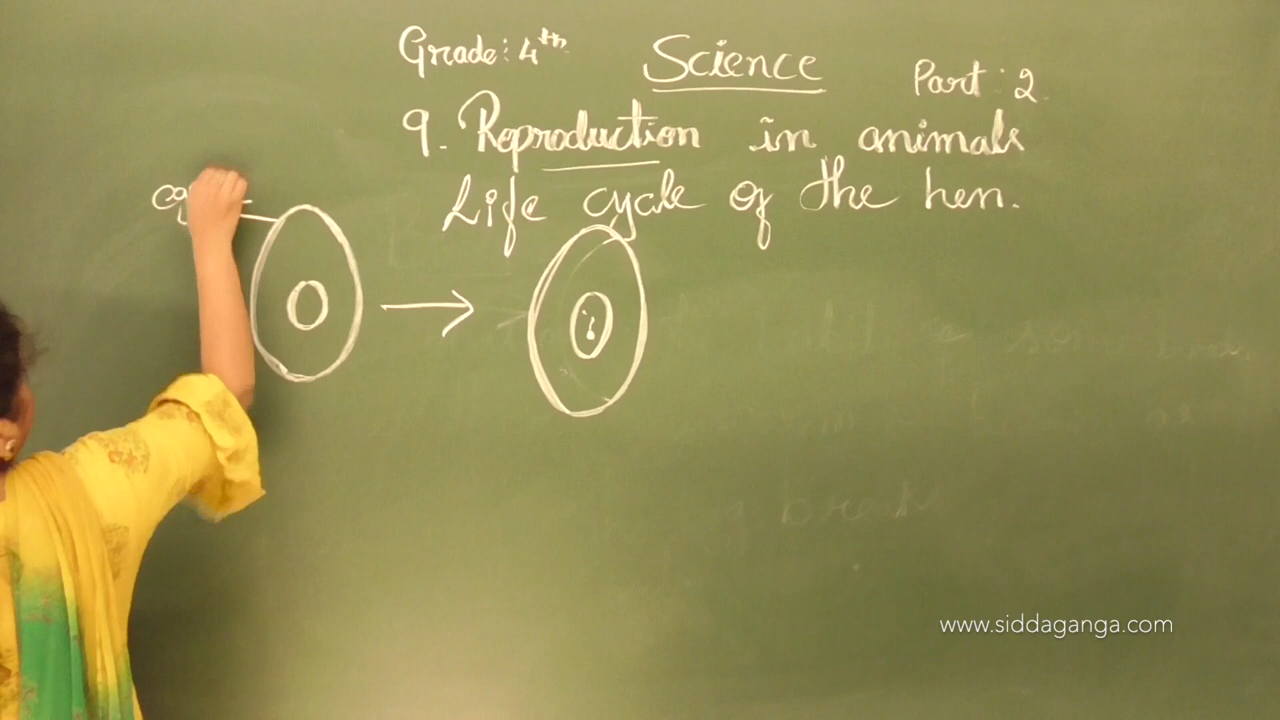 Grade: 4th Science Part: 2.
9. Reproduction in animals
Life cycle of the hen.
www.siddaganga.com